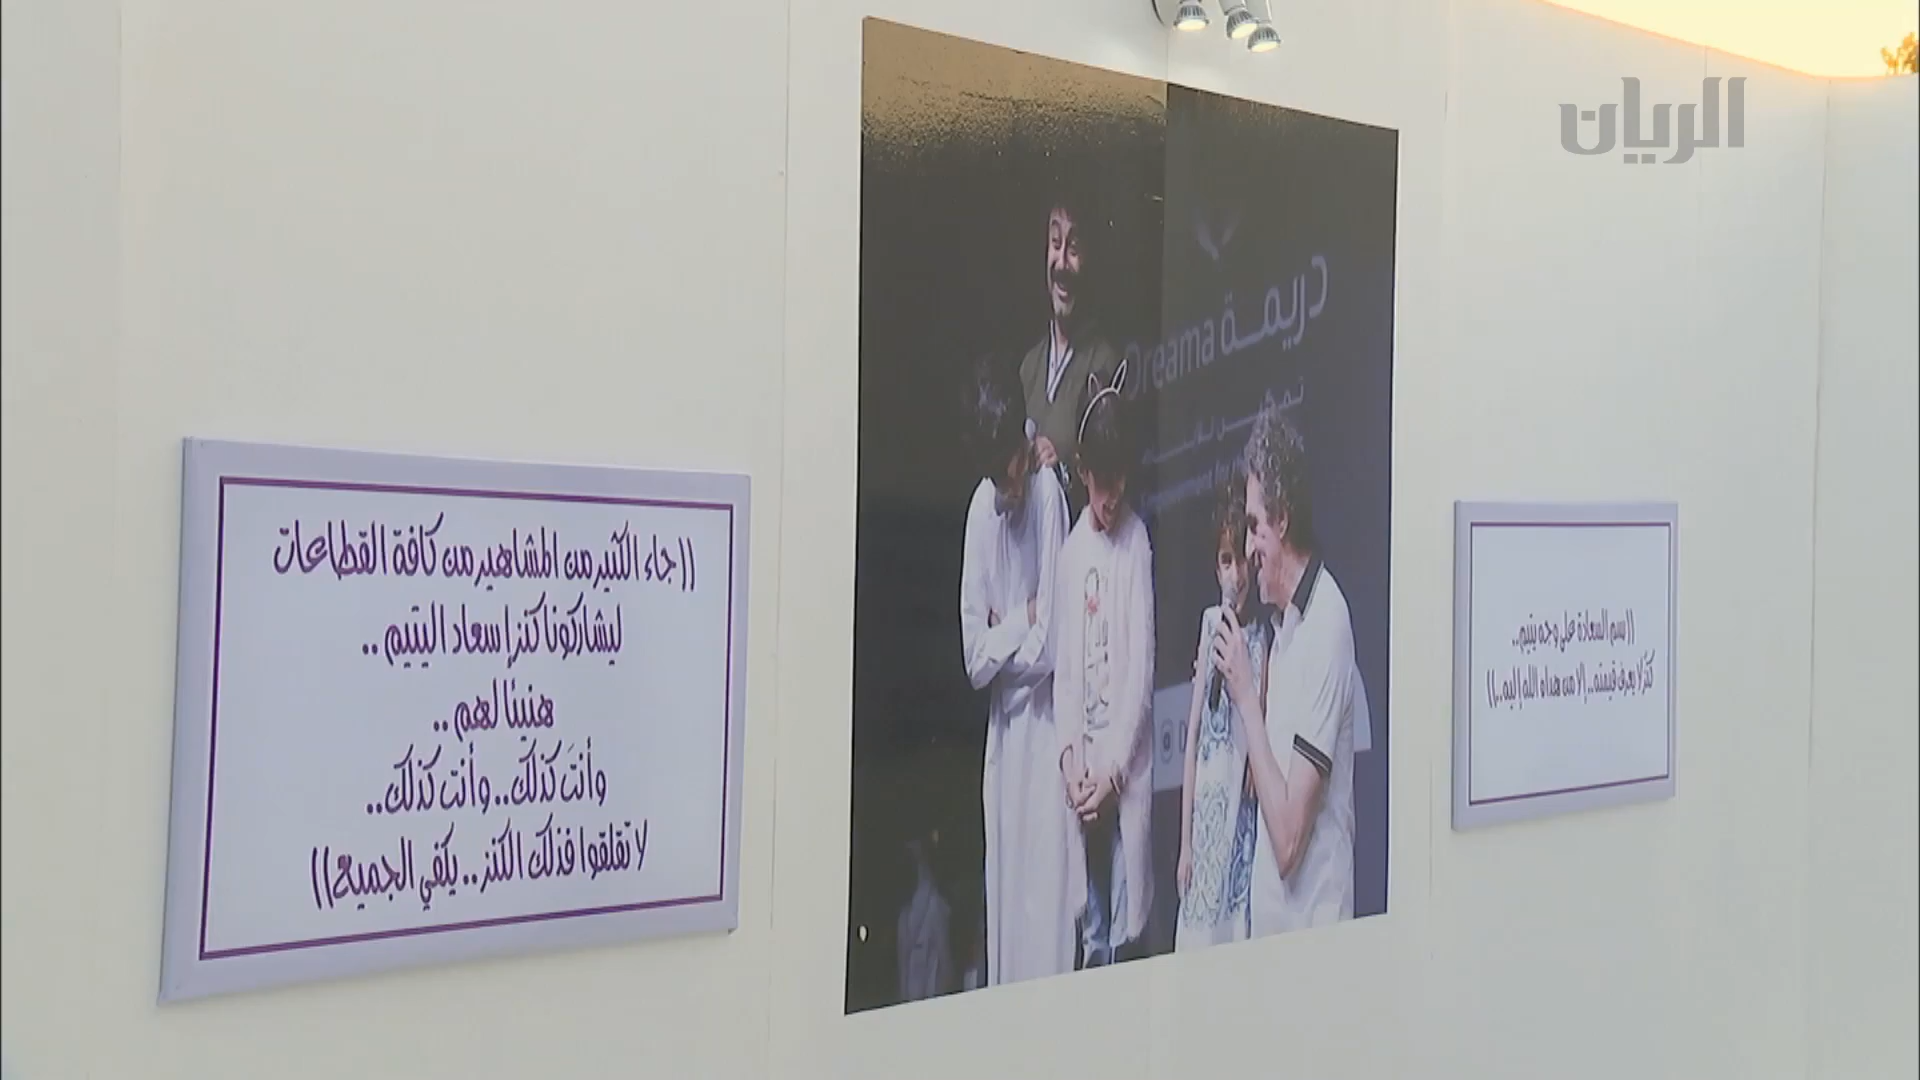 الريان
((جاء الكثير من المشاهير من كافة القطاعات
ليشاركونا كنز إسعاد اليتيم ..
هنيئا لهم ..
وأنتَ كذلك.. وأنتِ كذلك..
لا تقلقوا فذلك الكنز .. يكفي الجميع))
دريمة
Dreama
((رسم السعادة على وجه يتيم..
كنز لا يعرف قيمته.. إلا من هداه الله إليه..))